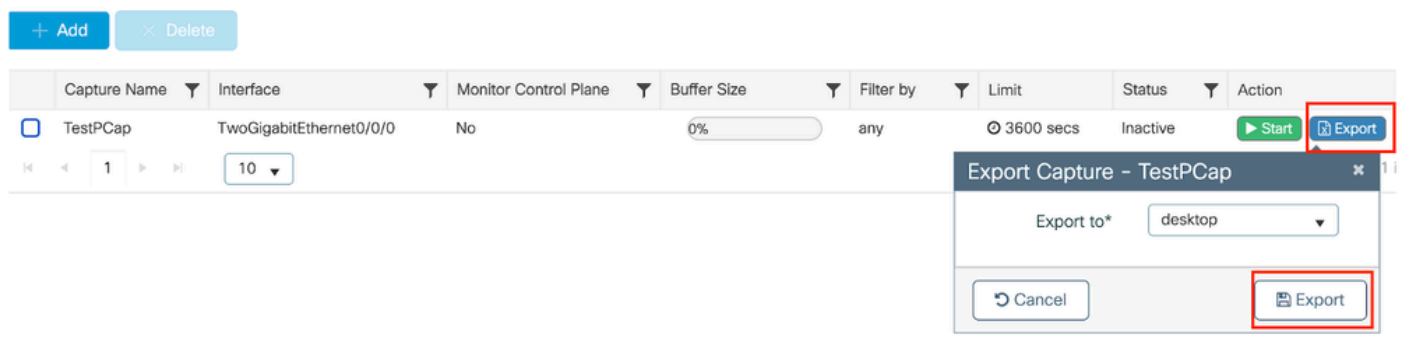 + Add × Delete
Capture Name Interface Monitor Control Plane Buffer Size Filter by Limit Status Action
TestPCap TwoGigabitEthernet0/0/0 No 0% any 3600 secs Inactive Start Export
1 10 1 i
Export Capture - TestPCap ×
Export to* desktop
Cancel Export